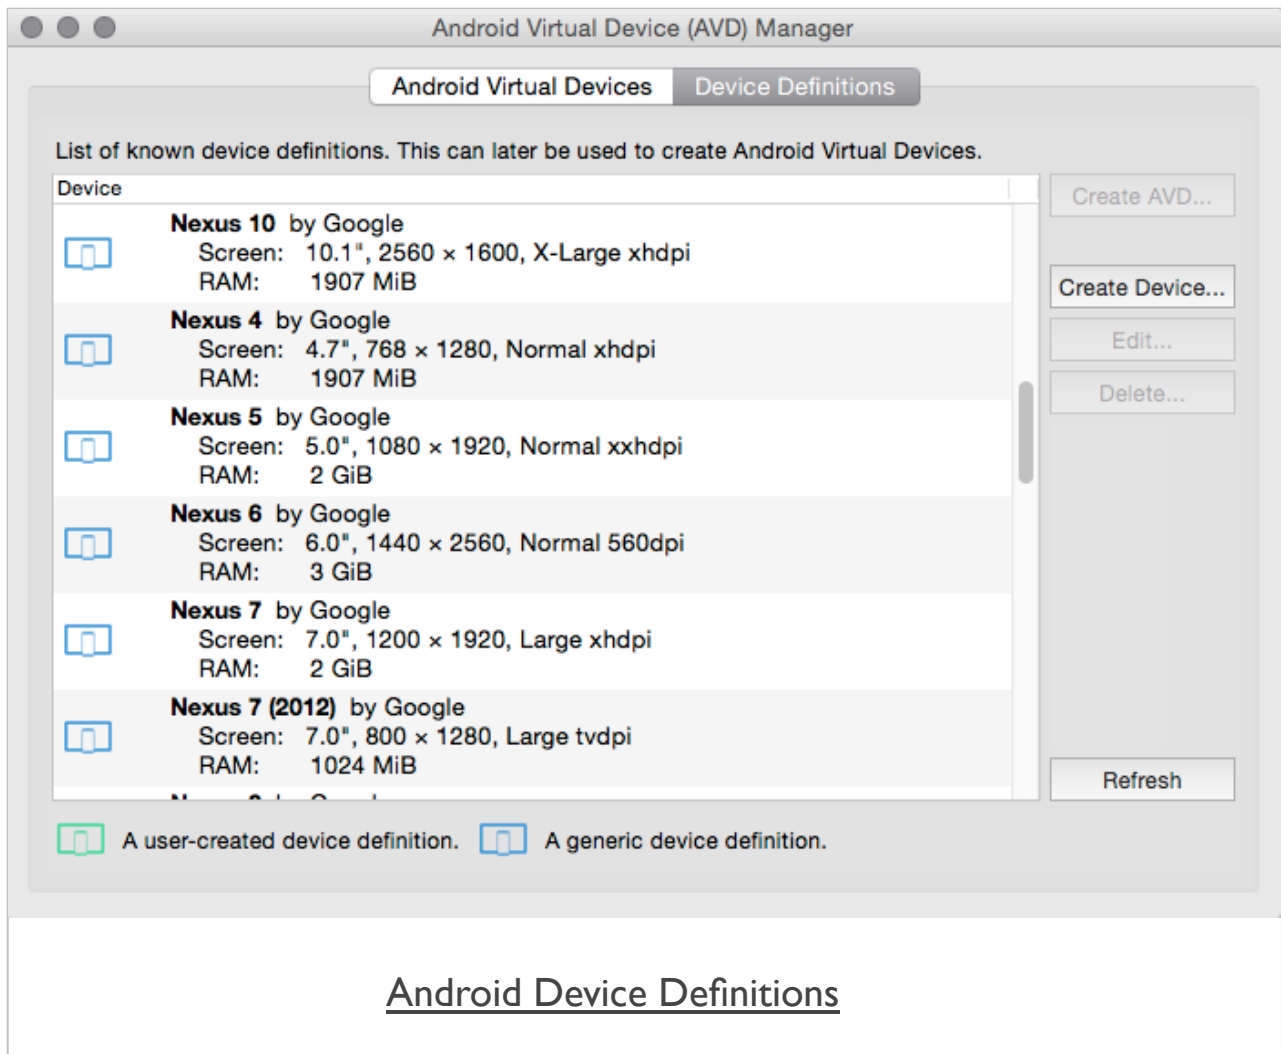 Android Virtual Device (AVD) Manager
Android Virtual Devices Device Definitions
List of known device definitions. This can later be used to create Android Virtual Devices.
Device
Create AVD...
Nexus 10 by Google
Screen: 10.1", 2560 × 1600, X-Large xhdpi
RAM: 1907 MiB
Create Device...
Nexus 4 by Google
Screen: 4.7", 768 × 1280, Normal xhdpi
RAM: 1907 MiB
Edit...
Delete...
Nexus 5 by Google
Screen: 5.0", 1080 × 1920, Normal xxhdpi
RAM: 2 GiB
Nexus 6 by Google
Screen: 6.0", 1440 × 2560, Normal 560dpi
RAM: 3 GiB
Nexus 7 by Google
Screen: 7.0", 1200 × 1920, Large xhdpi
RAM: 2 GiB
Nexus 7 (2012) by Google
Screen: 7.0", 800 × 1280, Large tvdpi
RAM: 1024 MiB
Refresh
A user-created device definition. A generic device definition.
Android Device Definitions